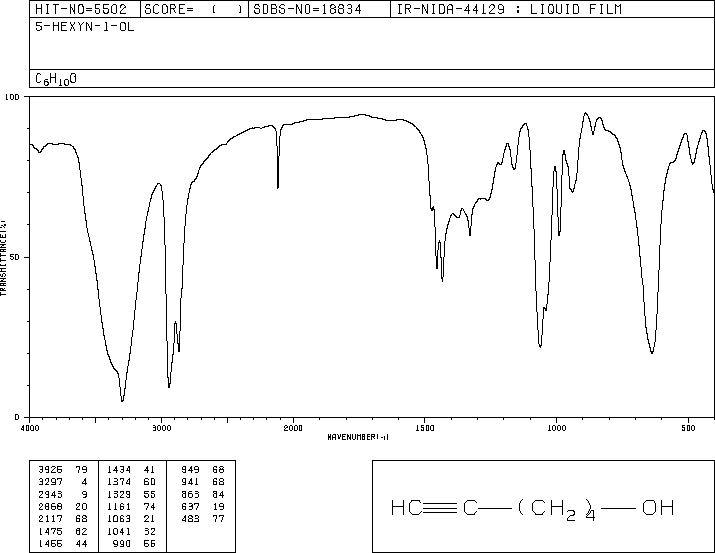 HIT-NO=5502 SCORE= ( ) SDBS-NO=18834 IR-NIDA-44129 : LIQUID FILM
5-HEXYN-1-OL
C6H10O
100
50
0
TRANSMITTANCE(%)
4000 3000 2000 1500 1000 500
WAVENUMBER(-1)
3926 79 1434 41 949 68
3297 4 1374 60 941 68
2943 9 1329 55 863 84
2868 20 1161 74 637 19
2117 68 1063 21 483 77
1475 62 1041 32
1456 44 990 55
HC≡C—(CH2)4—OH